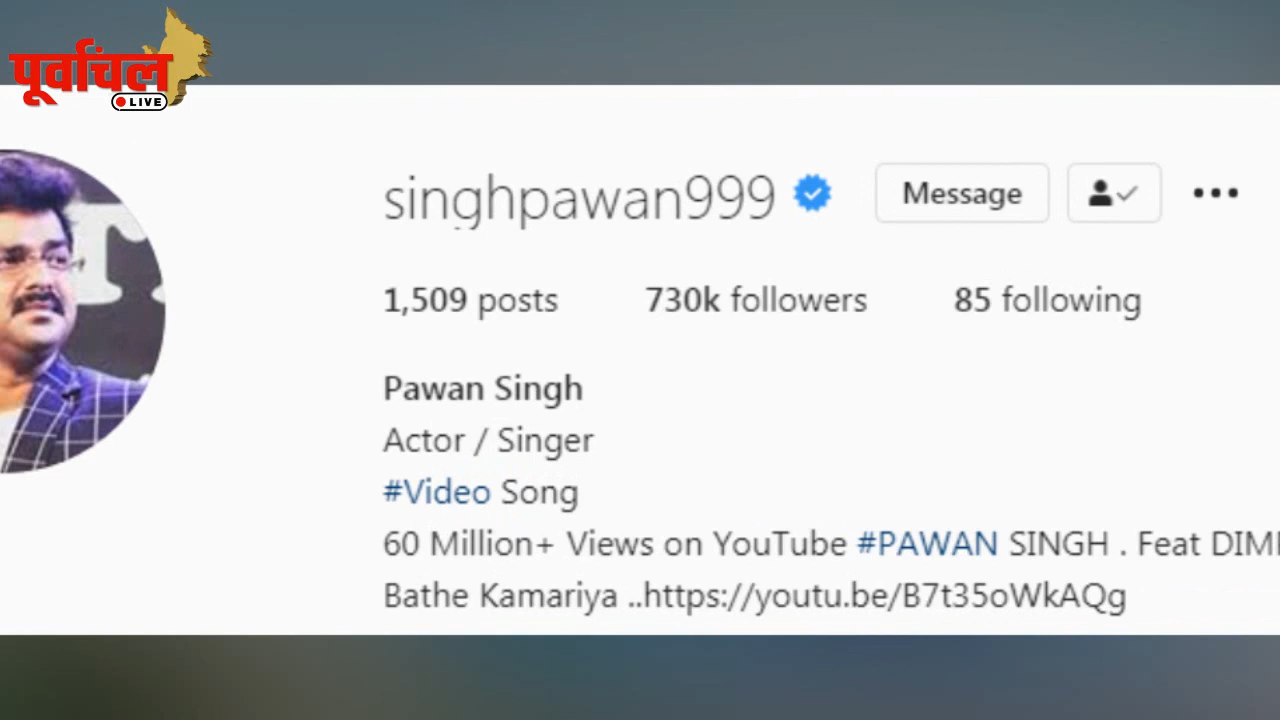 पूर्वांचल
LIVE
singhpawan999 Message
1,509 posts 730k followers 85 following
Pawan Singh
Actor / Singer
#Video Song
60 Million+ Views on YouTube #PAWAN SINGH . Feat
Bathe Kamariya ..https://youtu.be/B7t35oWkAQg